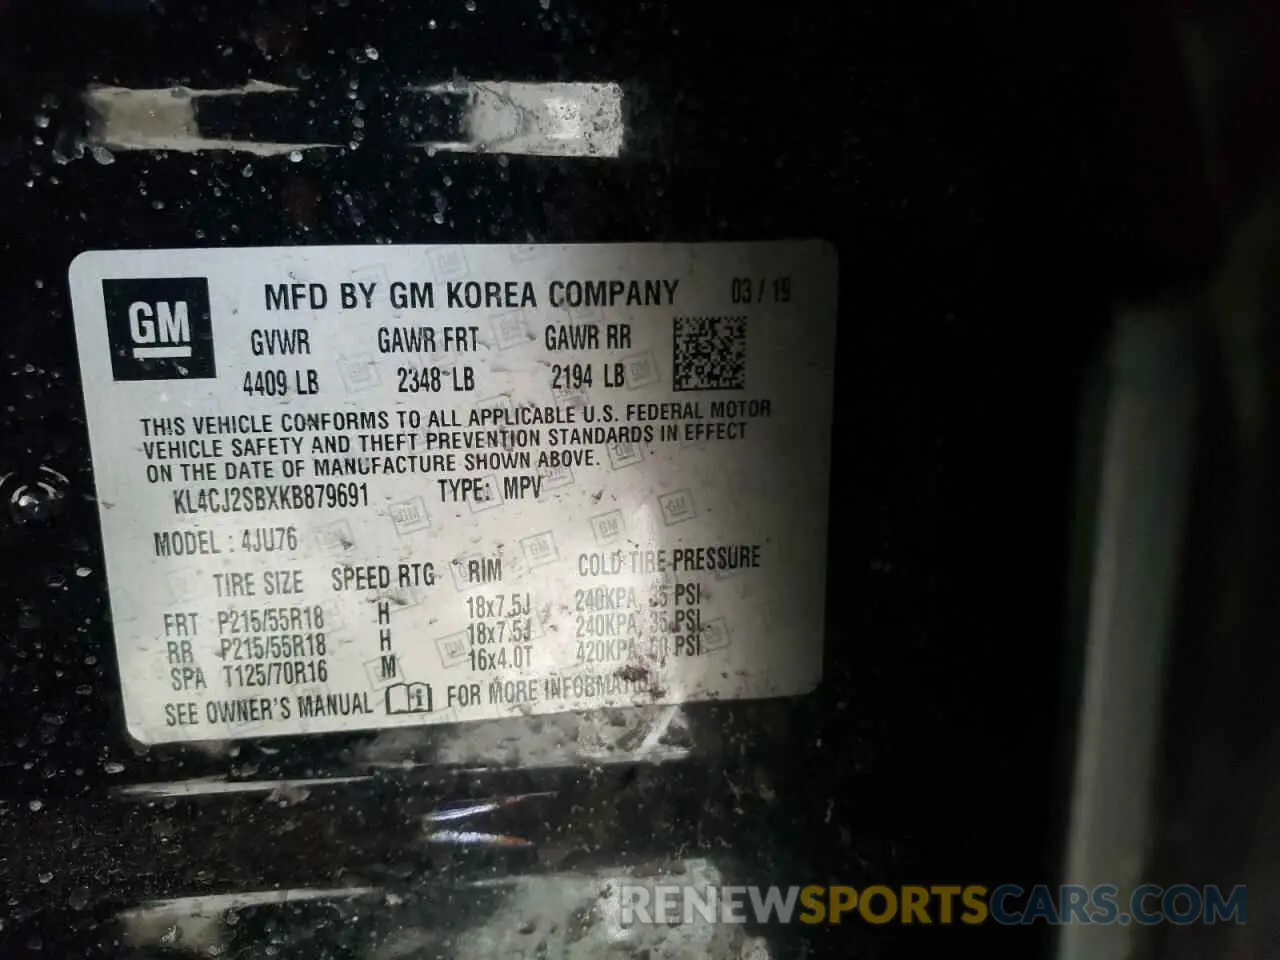 GM
MFD BY GM KOREA COMPANY 03/19
GVWR GAWR FRT GAWR RR
4409 LB 2348 LB 2194 LB
THIS VEHICLE CONFORMS TO ALL APPLICABLE U.S. FEDERAL MOTOR
VEHICLE SAFETY AND THEFT PREVENTION STANDARDS IN EFFECT
ON THE DATE OF MANUFACTURE SHOWN ABOVE.
KL4CJ2SBXKB879691 TYPE: MPV
MODEL : 4JU76
TIRE SIZE SPEED RTG RIM COLD TIRE PRESSURE
FRT P215/55R18 H 18x7.5J 240KPA 35 PSI
RR P215/55R18 H 18x7.5J 240KPA 35 PSI
SPA T125/70R16 M 16x4.0T 420KPA 60 PSI
SEE OWNER'S MANUAL i FOR MORE INFORMATION
RENEWSPORTSCARS.COM